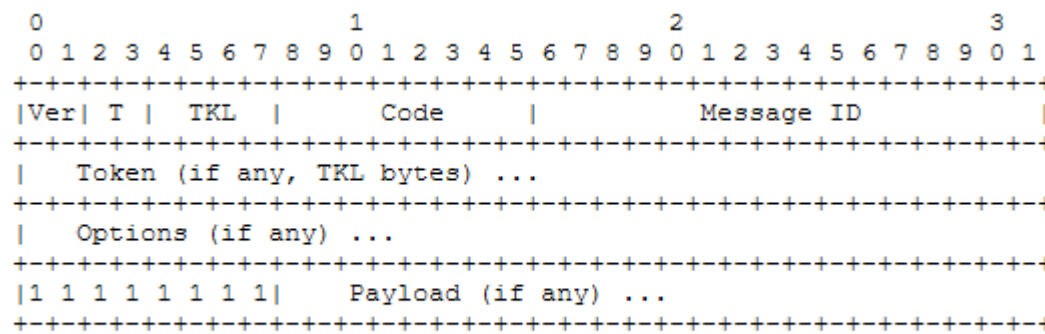 0                   1                   2                   3
0 1 2 3 4 5 6 7 8 9 0 1 2 3 4 5 6 7 8 9 0 1 2 3 4 5 6 7 8 9 0 1
+-+-+-+-+-+-+-+-+-+-+-+-+-+-+-+-+-+-+-+-+-+-+-+-+-+-+-+-+-+-+-+-+
|Ver| T |  TKL  |      Code     |          Message ID           |
+-+-+-+-+-+-+-+-+-+-+-+-+-+-+-+-+-+-+-+-+-+-+-+-+-+-+-+-+-+-+-+-+
|   Token (if any, TKL bytes) ...
+-+-+-+-+-+-+-+-+-+-+-+-+-+-+-+-+-+-+-+-+-+-+-+-+-+-+-+-+-+-+-+-+
|   Options (if any) ...
+-+-+-+-+-+-+-+-+-+-+-+-+-+-+-+-+-+-+-+-+-+-+-+-+-+-+-+-+-+-+-+-+
|1 1 1 1 1 1 1 1|    Payload (if any) ...
+-+-+-+-+-+-+-+-+-+-+-+-+-+-+-+-+-+-+-+-+-+-+-+-+-+-+-+-+-+-+-+-+